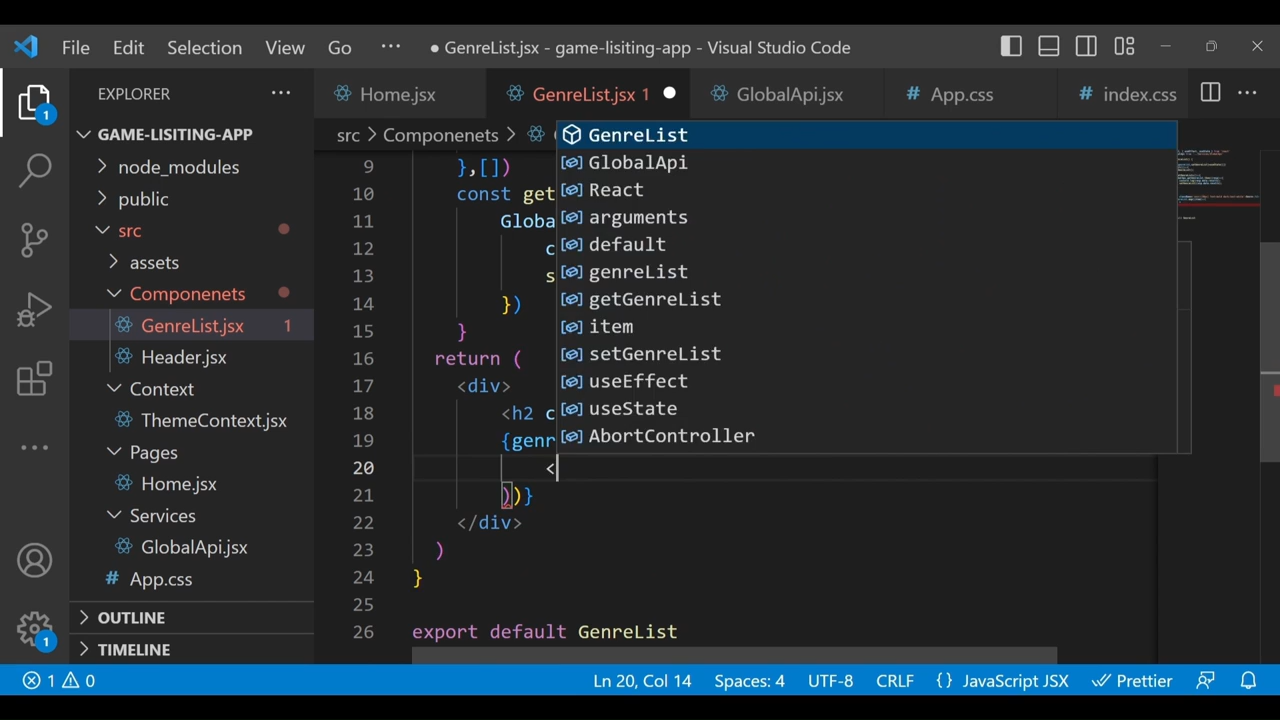 File Edit Selection View Go ··· ● GenreList.jsx - game-lisiting-app - Visual Studio Code
EXPLORER ···
Home.jsx GenreList.jsx 1 GlobalApi.jsx # App.css # index.css ···
GAME-LISITING-APP
node_modules
public
src
assets
Componenets
GenreList.jsx 1
Header.jsx
Context
ThemeContext.jsx
Pages
Home.jsx
Services
GlobalApi.jsx
# App.css
OUTLINE
TIMELINE
1
1
src > Componenets >
GenreList
GlobalApi
React
arguments
default
genreList
getGenreList
item
setGenreList
useEffect
useState
AbortController
9 },[])
10 const get
11 Globa
12 c
13 s
14 })
15 }
16 return (
17 <div>
18 <h2 c
19 {genr
20 <
21 ))}
22 </div>
23 )
24 }
25
26 export default GenreList
1 0 Ln 20, Col 14 Spaces: 4 UTF-8 CRLF {} JavaScript JSX Prettier